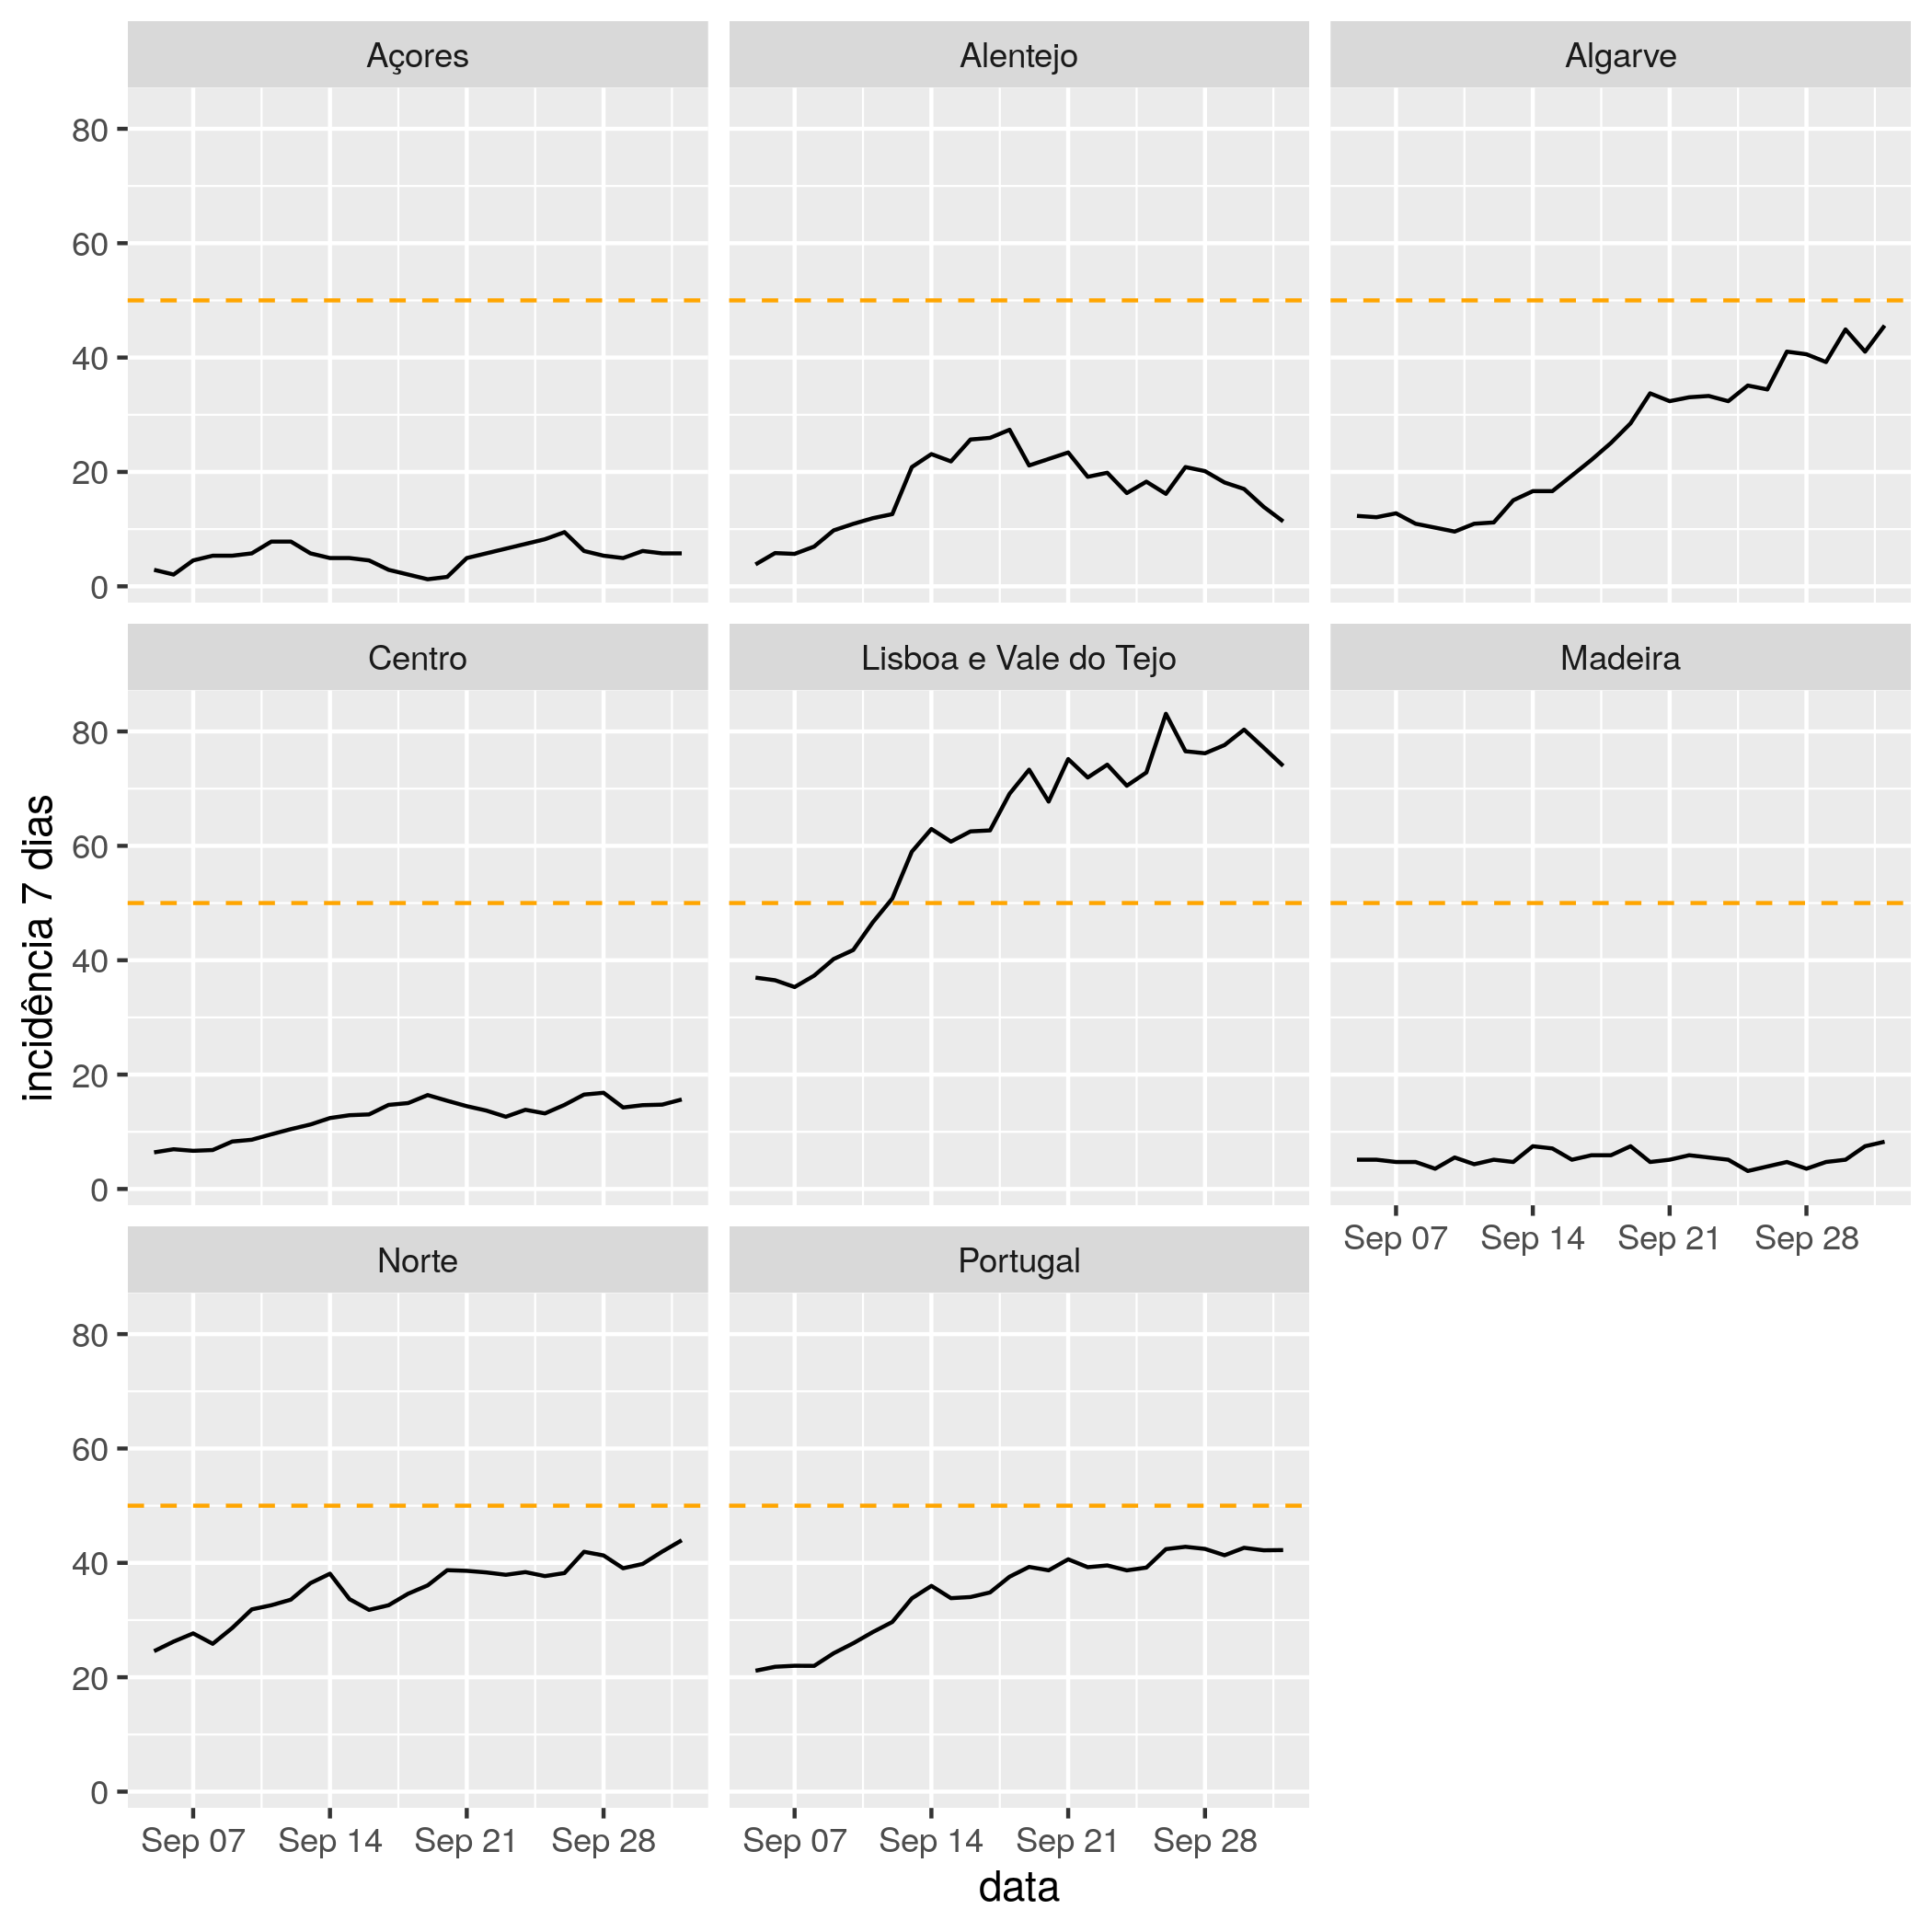 Açores
Alentejo
Algarve
80
60
40
20
0
Centro
Lisboa e Vale do Tejo
Madeira
80
60
40
20
0
Sep 07
Sep 14
Sep 21
Sep 28
Norte
Portugal
80
60
40
20
0
Sep 07
Sep 14
Sep 21
Sep 28
Sep 07
Sep 14
Sep 21
Sep 28
data
incidência 7 dias